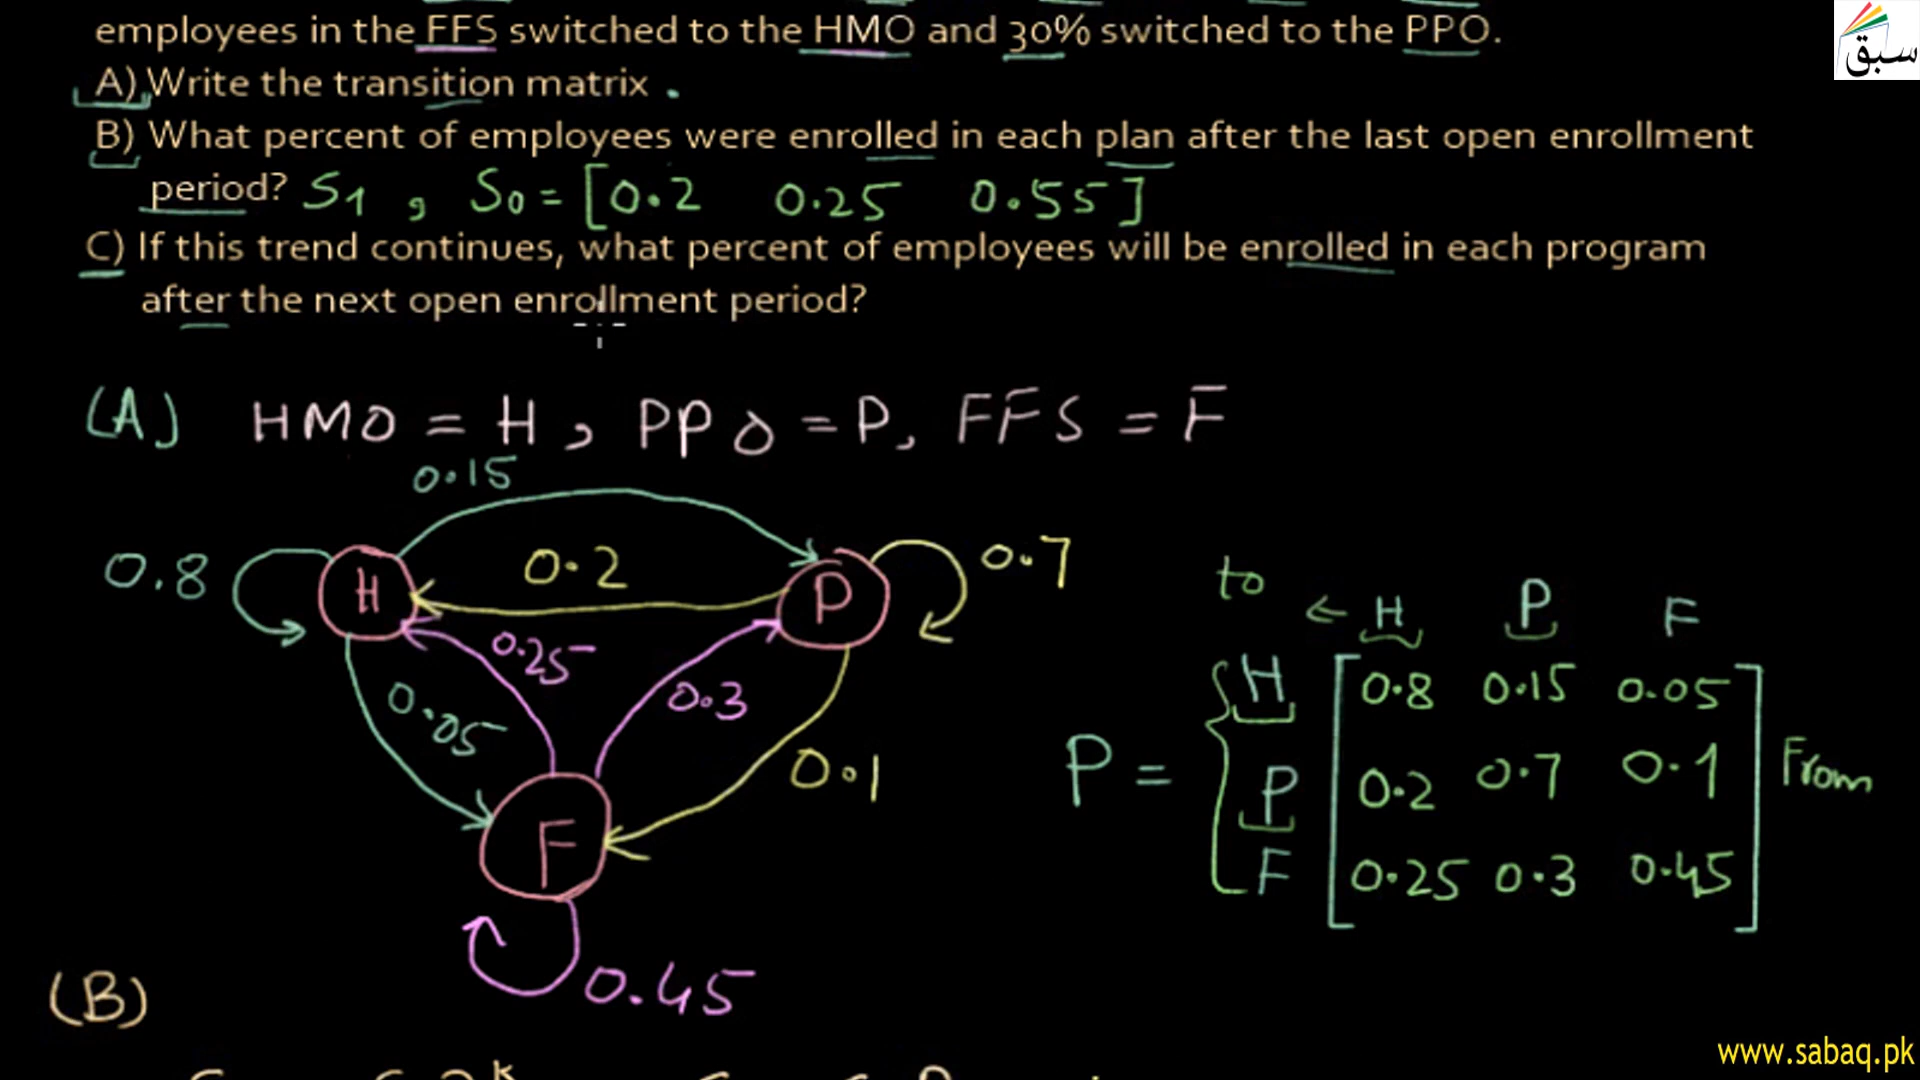 employees in the FFS switched to the HMO and 30% switched to the PPO.
سبق
A) Write the transition matrix .
B) What percent of employees were enrolled in each plan after the last open enrollment
period? S1 , S0 = [0.2 0.25 0.55]
C) If this trend continues, what percent of employees will be enrolled in each program
after the next open enrollment period?
(A) HMO = H, PPO = P, FFS = F
0.15
0.8 H 0.2 P 0.7
0.25
0.05 0.3
0.1
F
0.45
to ← H P F
H 0.8 0.15 0.05
P = P 0.2 0.7 0.1 From
F 0.25 0.3 0.45
(B)
www.sabaq.pk